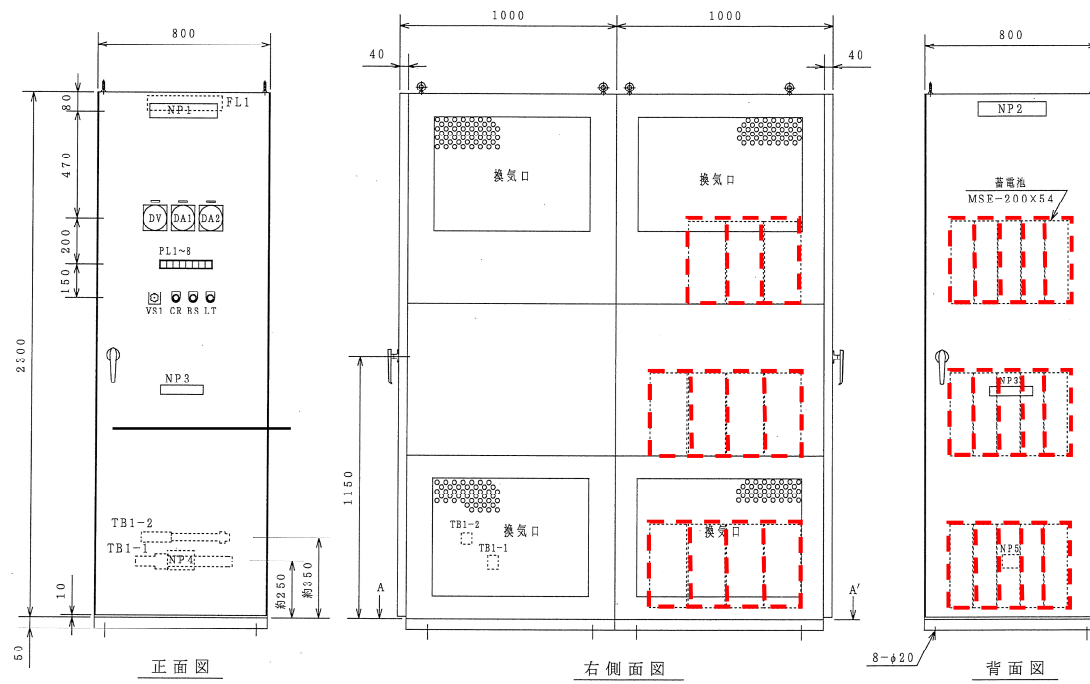 800
80
470
200
150
2300
10
50
FL1
NP1
DV DA1 DA2
PL1~8
VS1 CR BS LT
NP3
TB1-2
TB1-1
NP4
約250
約350
正面図
1000
1000
40
40
換気口
換気口
1150
TB1-2
換気口
TB1-1
換気口
A
A'
右側面図
800
NP2
蓄電池
MSE-200X54
NP3
NP5
8-φ20
背面図